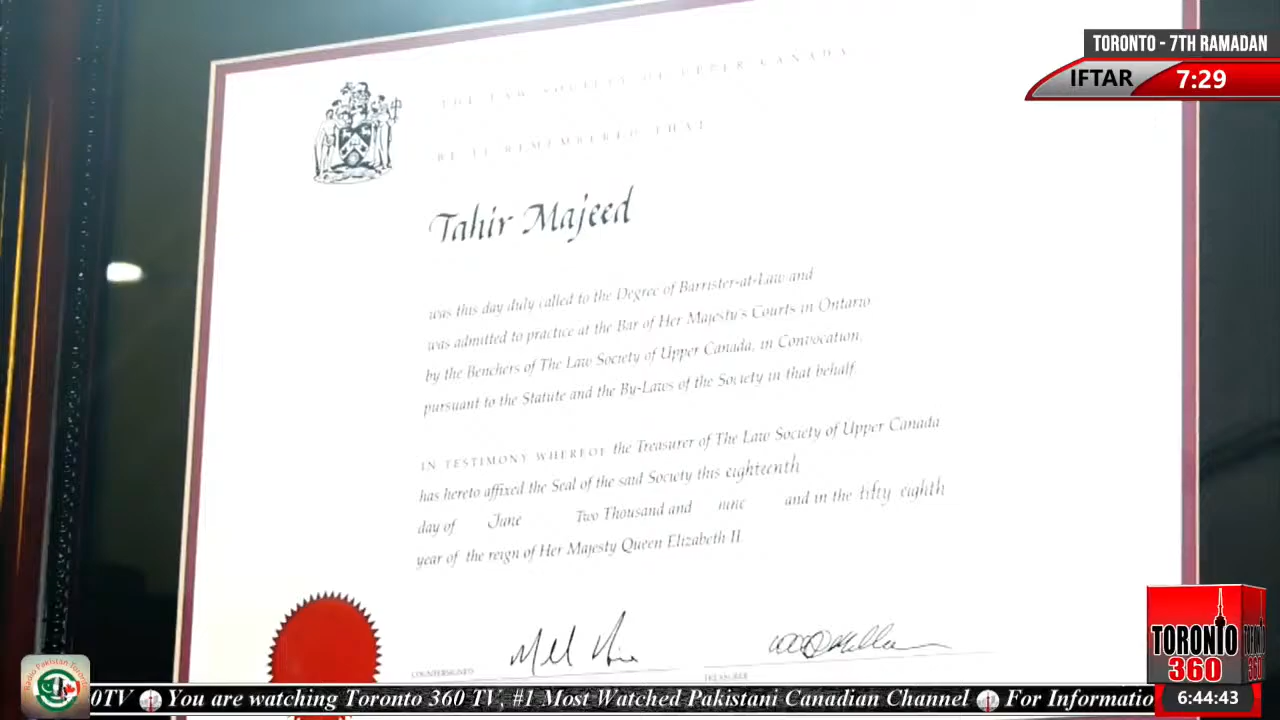 TORONTO - 7TH RAMADAN
IFTAR 7:29
THE LAW SOCIETY OF UPPER CANADA
BE IT REMEMBERED THAT
Tahir Majeed
was this day duly called to the Degree of Barrister-at-Law and
was admitted to practice at the Bar of Her Majesty's Courts in Ontario
by the Benchers of The Law Society of Upper Canada, in Convocation,
pursuant to the Statute and the By-Laws of the Society in that behalf.
IN TESTIMONY WHEREOF the Treasurer of The Law Society of Upper Canada
has hereto affixed the Seal of the said Society this eighteenth
day of June Two Thousand and nine and in the fifty eighth
year of the reign of Her Majesty Queen Elizabeth II
COUNTERSIGNED TREASURER
TORONTO
360
0TV You are watching Toronto 360 TV, #1 Most Watched Pakistani Canadian Channel For Informatio
6:44:43